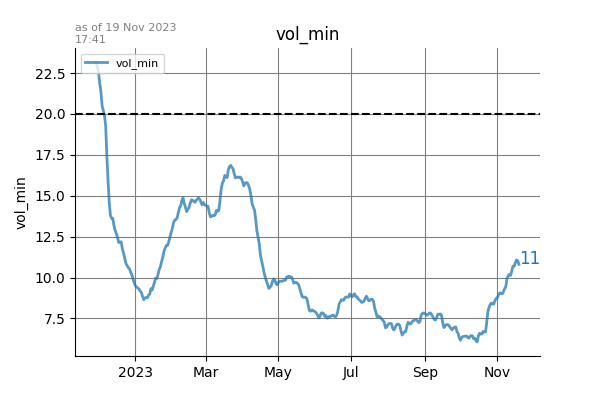 as of 19 Nov 2023
17:41
vol_min
vol_min
22.5
20.0
17.5
15.0
12.5
10.0
7.5
vol_min
11
2023
Mar
May
Jul
Sep
Nov